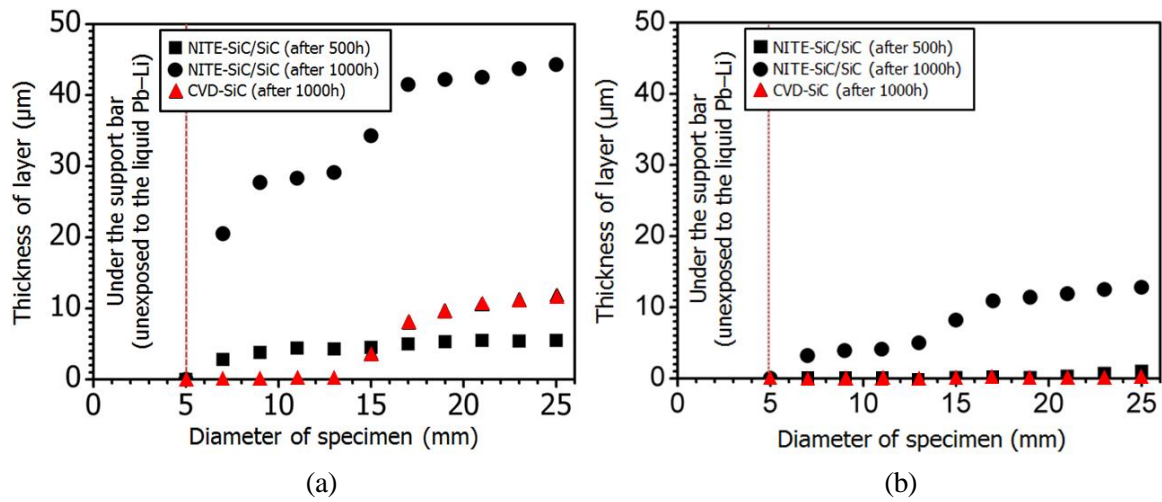 50
40
30
20
10
0
Thickness of layer (µm)
Under the support bar
(unexposed to the liquid Pb−Li)
NITE-SiC/SiC (after 500h)
NITE-SiC/SiC (after 1000h)
CVD-SiC (after 1000h)
0 5 10 15 20 25
Diameter of specimen (mm)
(a)
50
40
30
20
10
0
Thickness of layer (µm)
Under the support bar
(unexposed to the liquid Pb−Li)
NITE-SiC/SiC (after 500h)
NITE-SiC/SiC (after 1000h)
CVD-SiC (after 1000h)
0 5 10 15 20 25
Diameter of specimen (mm)
(b)